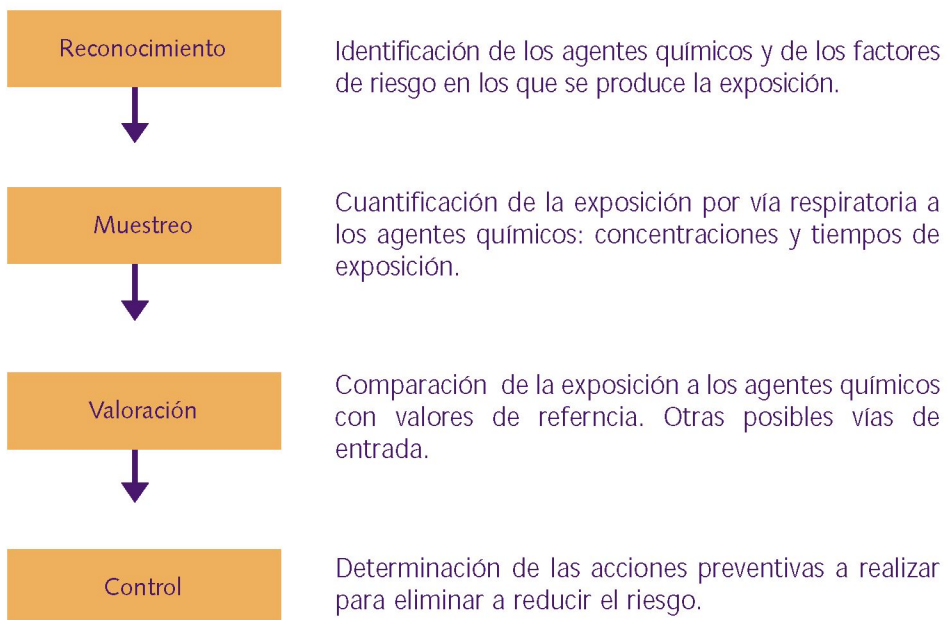 Reconocimiento
Identificación de los agentes químicos y de los factores
de riesgo en los que se produce la exposición.
Muestreo
Cuantificación de la exposición por vía respiratoria a
los agentes químicos: concentraciones y tiempos de
exposición.
Valoración
Comparación de la exposición a los agentes químicos
con valores de referncia. Otras posibles vías de
entrada.
Control
Determinación de las acciones preventivas a realizar
para eliminar a reducir el riesgo.